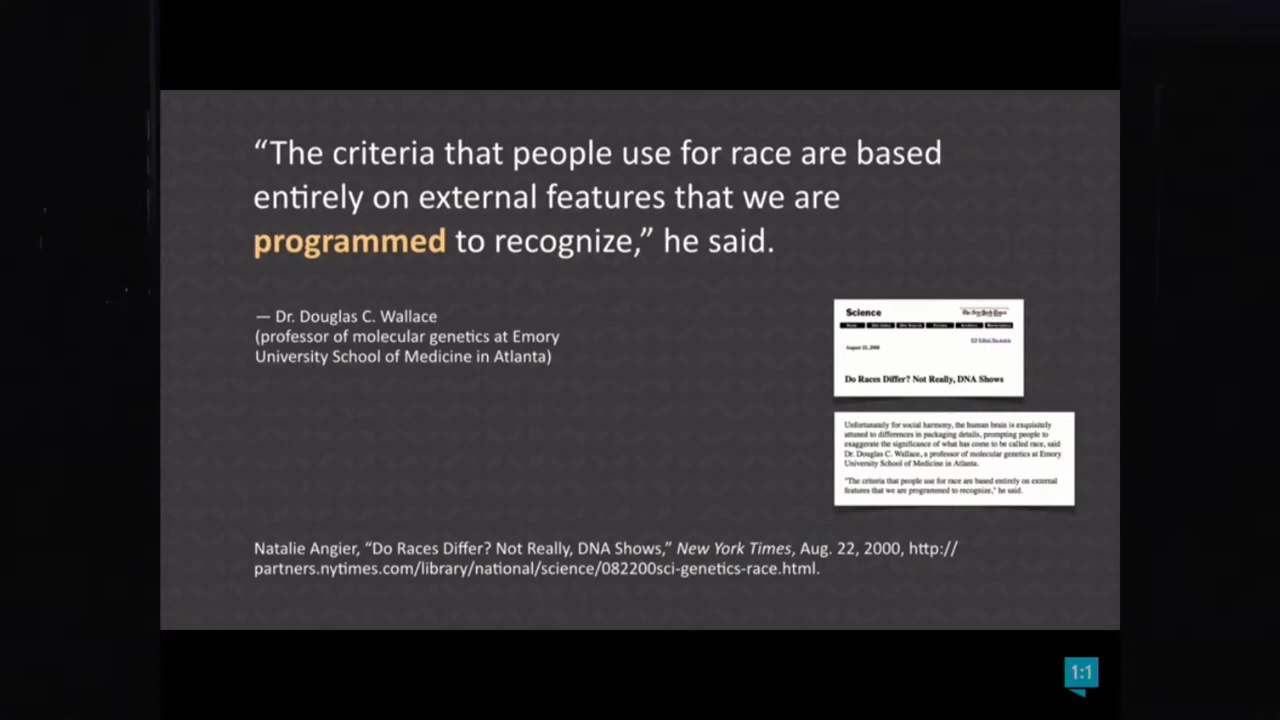 “The criteria that people use for race are based
entirely on external features that we are
programmed to recognize,” he said.
— Dr. Douglas C. Wallace
(professor of molecular genetics at Emory
University School of Medicine in Atlanta)
Science
The New York Times
August 22, 2000
Do Races Differ? Not Really, DNA Shows
Unfortunately for social harmony, the human brain is exquisitely
attuned to differences in packaging details, prompting people to
exaggerate the significance of what has come to be called race, said
Dr. Douglas C. Wallace, a professor of molecular genetics at Emory
University School of Medicine in Atlanta.
"The criteria that people use for race are based entirely on external
features that we are programmed to recognize," he said.
Natalie Angier, “Do Races Differ? Not Really, DNA Shows,” New York Times, Aug. 22, 2000, http://
partners.nytimes.com/library/national/science/082200sci-genetics-race.html.
1:1